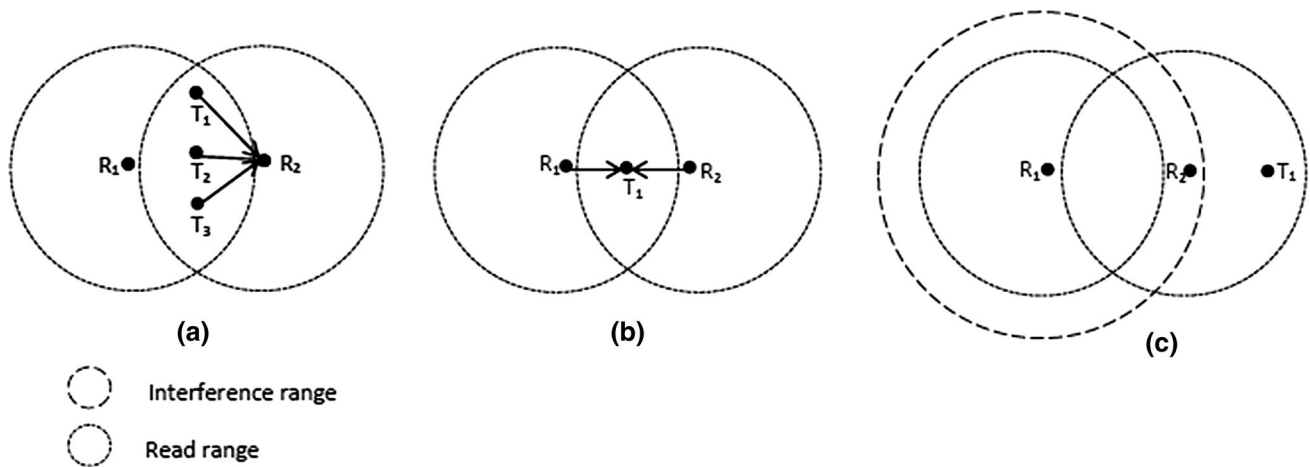 R₁
T₁
T₂
T₃
R₂
(a)
R₁
T₁
R₂
(b)
R₁
R₂
T₁
(c)
Interference range
Read range